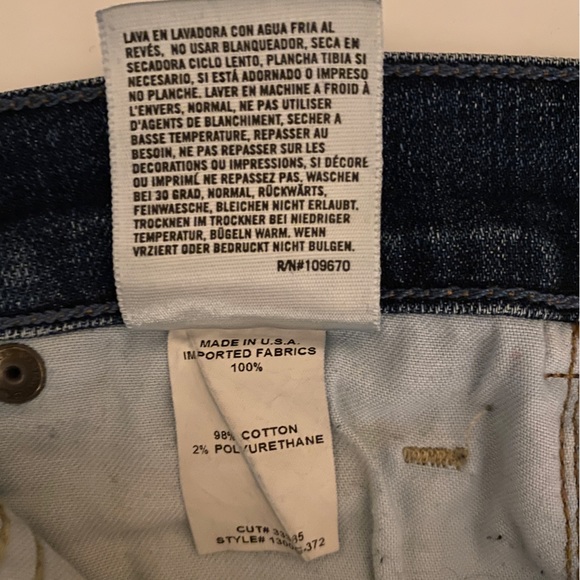 LAVA EN LAVADORA CON AGUA FRIA AL
REVÉS, NO USAR BLANQUEADOR, SECA EN
SECADORA CICLO LENTO, PLANCHA TIBIA SI
NECESARIO, SI ESTÁ ADORNADO O IMPRESO
NO PLANCHE. LAVER EN MACHINE A FROID À
L'ENVERS, NORMAL, NE PAS UTILISER
D'AGENTS DE BLANCHIMENT, SECHER A
BASSE TEMPERATURE, REPASSER AU
BESOIN, NE PAS REPASSER SUR LES
DECORATIONS OU IMPRESSIONS, SI DÉCORE
OU IMPRIMÉ NE REPASSEZ PAS. WASCHEN
BEI 30 GRAD, NORMAL, RÜCKWÄRTS,
FEINWAESCHE, BLEICHEN NICHT ERLAUBT.
TROCKNEN IM TROCKNER BEI NIEDRIGER
TEMPERATUR, BÜGELN WARM. WENN
VRZIERT ODER BEDRUCKT NICHT BULGEN.
R/N#109670
MADE IN U.S.A.
IMPORTED FABRICS
100%
98% COTTON
2% POLYURETHANE
CUT#
STYLE#